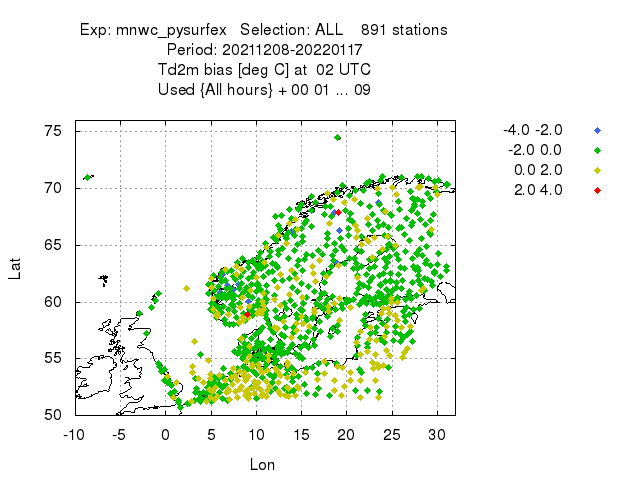 Exp: mnwc_pysurfex Selection: ALL 891 stations
Period: 20211208-20220117
Td2m bias [deg C] at 02 UTC
Used {All hours} + 00 01 ... 09
-4.0 -2.0
-2.0 0.0
0.0 2.0
2.0 4.0
75
70
65
60
55
50
Lat
-10 -5 0 5 10 15 20 25 30
Lon